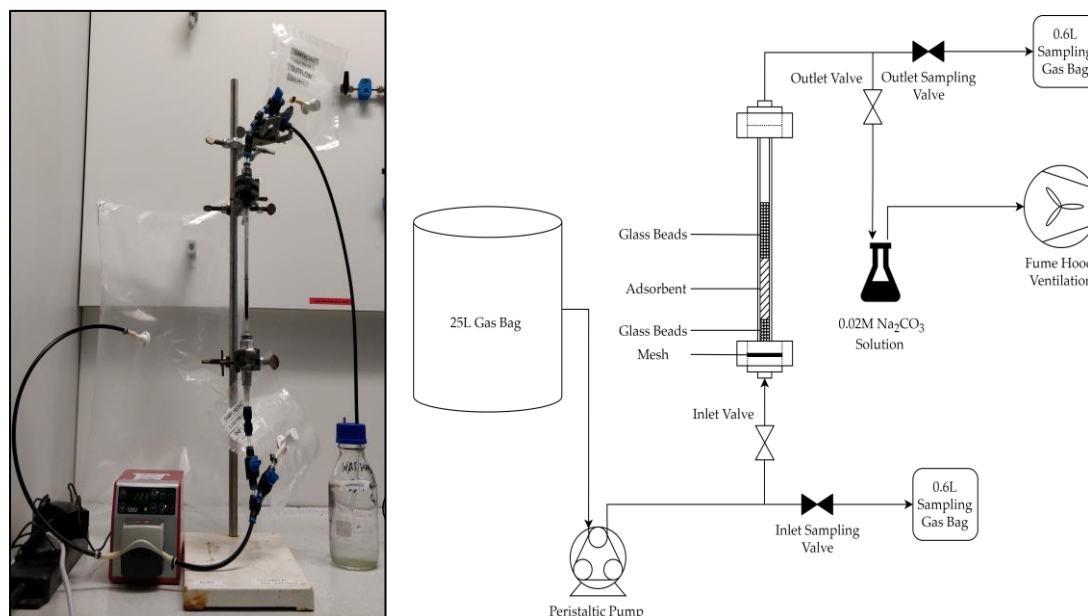 OUTFLOW
0.6L
Sampling
Gas Bag
Outlet Valve
Outlet Sampling
Valve
Glass Beads
Adsorbent
Glass Beads
Mesh
25L Gas Bag
Fume Hood
Ventilation
0.02M Na₂CO₃
Solution
Inlet Valve
0.6L
Sampling
Gas Bag
Inlet Sampling
Valve
Peristaltic Pump